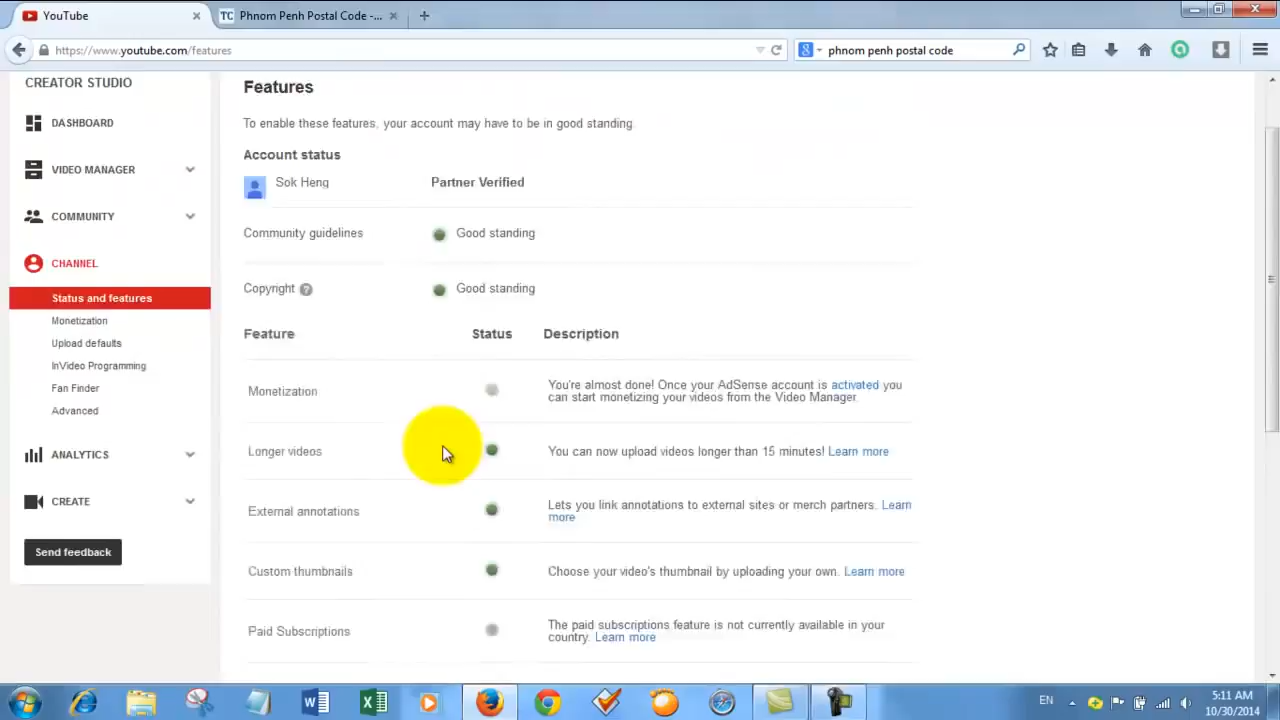 YouTube
Phnom Penh Postal Code -...
https://www.youtube.com/features
phnom penh postal code
CREATOR STUDIO
DASHBOARD
VIDEO MANAGER
COMMUNITY
CHANNEL
Status and features
Monetization
Upload defaults
InVideo Programming
Fan Finder
Advanced
ANALYTICS
CREATE
Send feedback
Features
To enable these features, your account may have to be in good standing.
Account status
Sok Heng Partner Verified
Community guidelines Good standing
Copyright ? Good standing
Feature Status Description
Monetization You're almost done! Once your AdSense account is activated you
can start monetizing your videos from the Video Manager.
Longer videos You can now upload videos longer than 15 minutes! Learn more
External annotations Lets you link annotations to external sites or merch partners. Learn
more
Custom thumbnails Choose your video's thumbnail by uploading your own. Learn more
Paid Subscriptions The paid subscriptions feature is not currently available in your
country. Learn more
EN
5:11 AM
10/30/2014